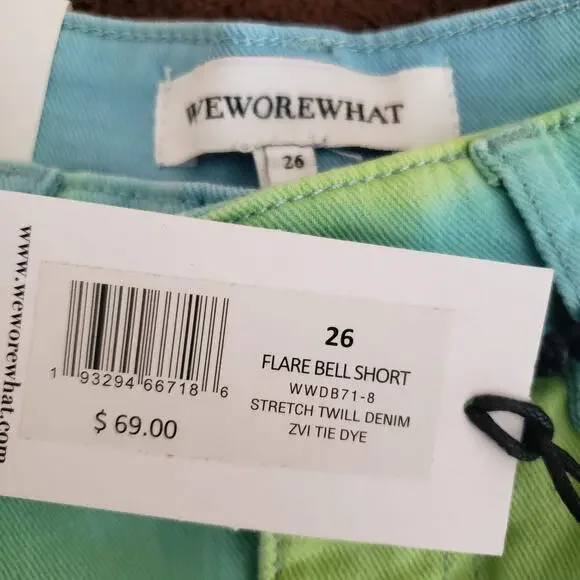 WEWOREWHAT
26
www.weworewhat.com
26
FLARE BELL SHORT
WWDB71-8
STRETCH TWILL DENIM
ZVI TIE DYE
1 93294 66718 6
$ 69.00